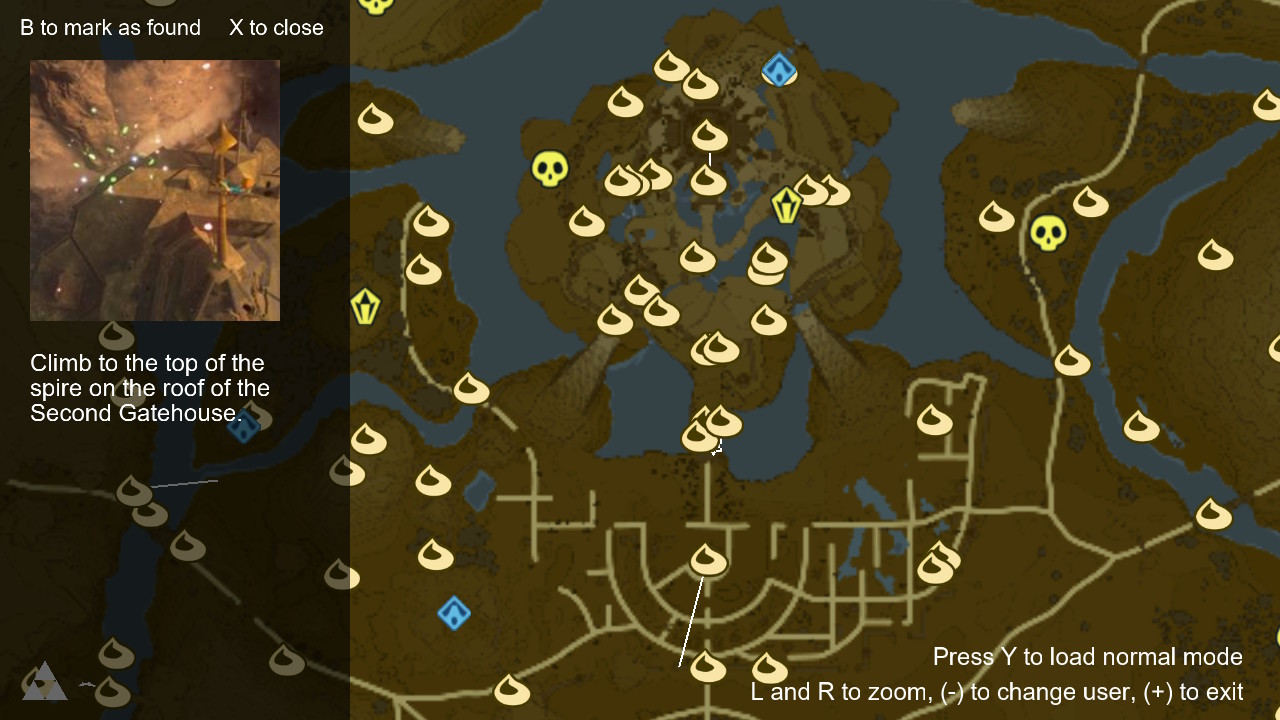 B to mark as found X to close
Climb to the top of the
spire on the roof of the
Second Gatehouse.
Press Y to load normal mode
L and R to zoom, (-) to change user, (+) to exit